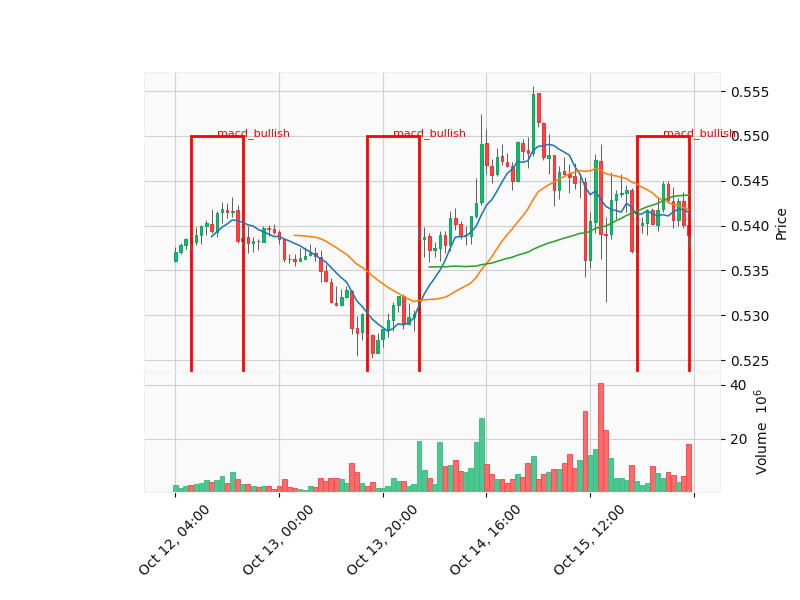 macd_bullish macd_bullish macd_bullish
0.555
0.550
0.545
0.540
0.535
0.530
0.525
Price
40
20
Volume 10^6
Oct 12, 04:00
Oct 13, 00:00
Oct 13, 20:00
Oct 14, 16:00
Oct 15, 12:00